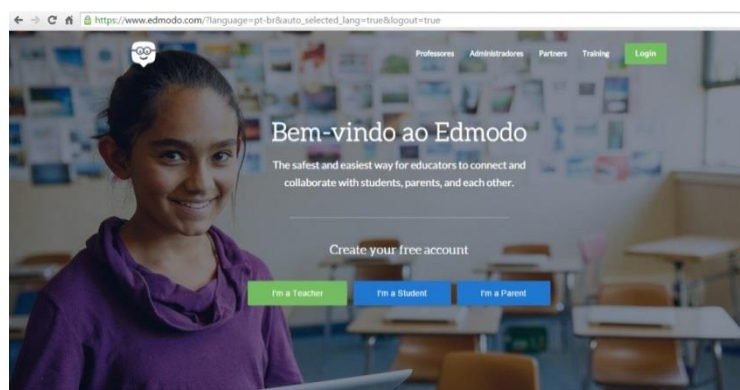 https://www.edmodo.com/?language=pt-br&auto_selected_lang=true&logout=true
Professores Administradores Partners Training Login
Bem-vindo ao Edmodo
The safest and easiest way for educators to connect and
collaborate with students, parents, and each other.
Create your free account
I'm a Teacher I'm a Student I'm a Parent